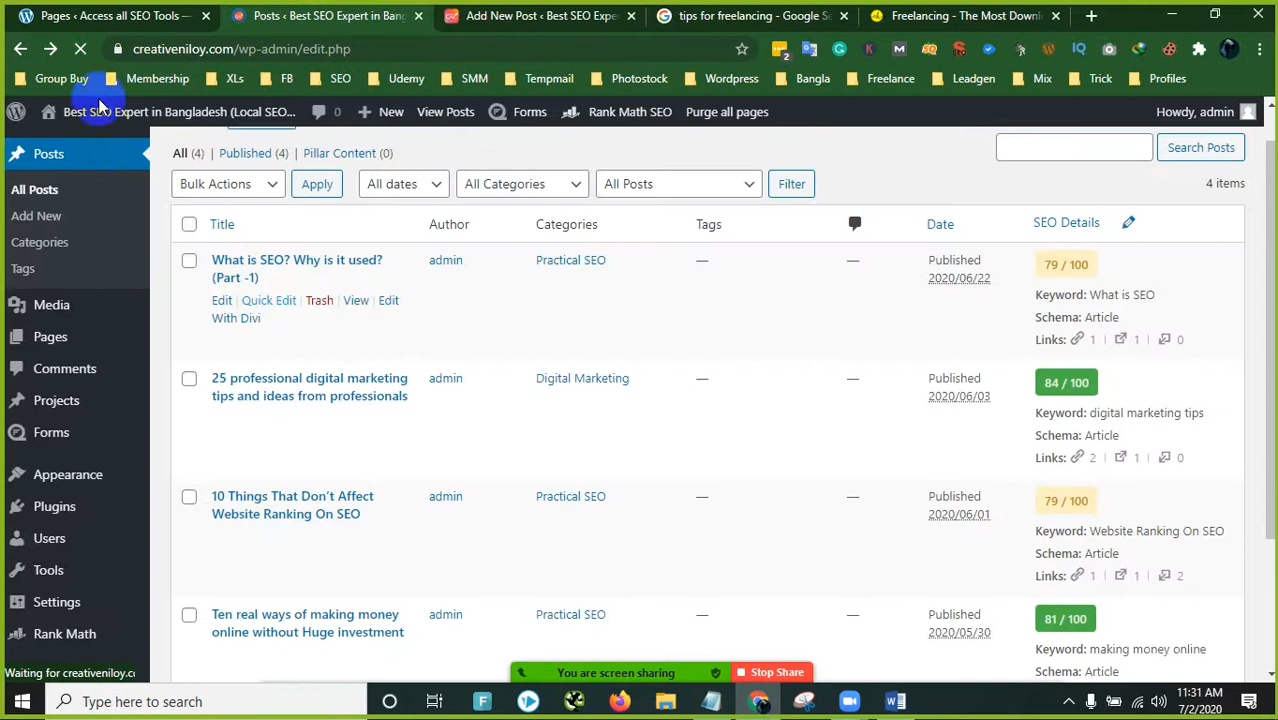 Pages ‹ Access all SEO Tools —
Posts ‹ Best SEO Expert in Bang
Add New Post ‹ Best SEO Expe
tips for freelancing - Google Se
Freelancing - The Most Downl
creativeniloy.com/wp-admin/edit.php
Group Buy
Membership
XLs
FB
SEO
Udemy
SMM
Tempmail
Photostock
Wordpress
Bangla
Freelance
Leadgen
Mix
Trick
Profiles
Best SEO Expert in Bangladesh (Local SEO...
0
New
View Posts
Forms
Rank Math SEO
Purge all pages
Howdy, admin
Posts
All Posts
Add New
Categories
Tags
Media
Pages
Comments
Projects
Forms
Appearance
Plugins
Users
Tools
Settings
Rank Math
Waiting for creativeniloy.cc
All (4) | Published (4) | Pillar Content (0)
Search Posts
Bulk Actions
Apply
All dates
All Categories
All Posts
Filter
4 items
Title
Author
Categories
Tags
Date
SEO Details
What is SEO? Why is it used?
(Part -1)
Edit | Quick Edit | Trash | View | Edit
With Divi
admin
Practical SEO
—
—
Published
2020/06/22
79 / 100
Keyword: What is SEO
Schema: Article
Links: 1 | 1 | 0
25 professional digital marketing
tips and ideas from professionals
admin
Digital Marketing
—
—
Published
2020/06/03
84 / 100
Keyword: digital marketing tips
Schema: Article
Links: 2 | 1 | 0
10 Things That Don’t Affect
Website Ranking On SEO
admin
Practical SEO
—
—
Published
2020/06/01
79 / 100
Keyword: Website Ranking On SEO
Schema: Article
Links: 1 | 1 | 2
Ten real ways of making money
online without Huge investment
admin
Practical SEO
—
—
Published
2020/05/30
81 / 100
Keyword: making money online
Schema: Article
You are screen sharing
Stop Share
Type here to search
11:31 AM
7/2/2020